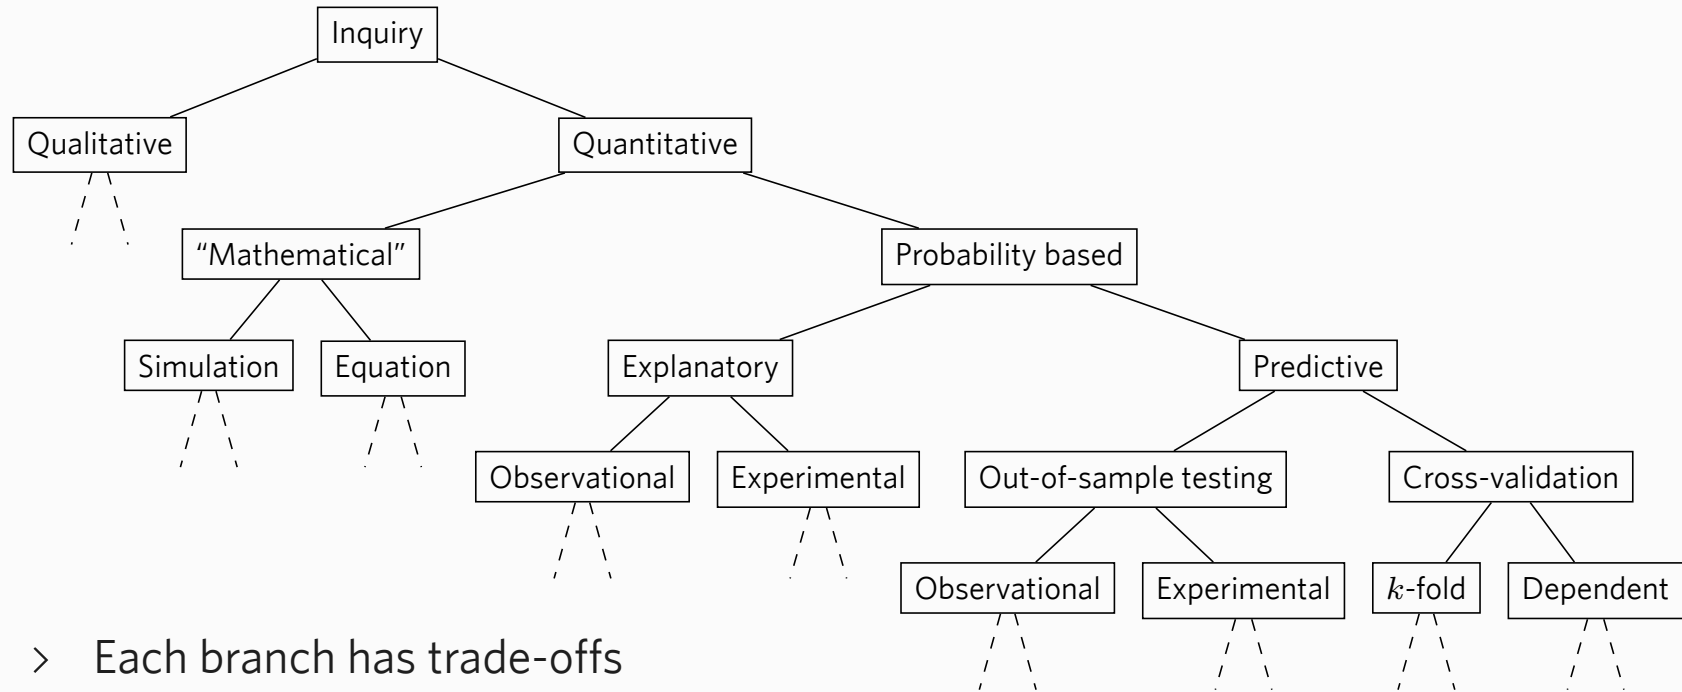 Inquiry
Qualitative
Quantitative
“Mathematical”
Probability based
Simulation
Equation
Explanatory
Predictive
Observational
Experimental
Out-of-sample testing
Cross-validation
Observational
Experimental
k-fold
Dependent
> Each branch has trade-offs